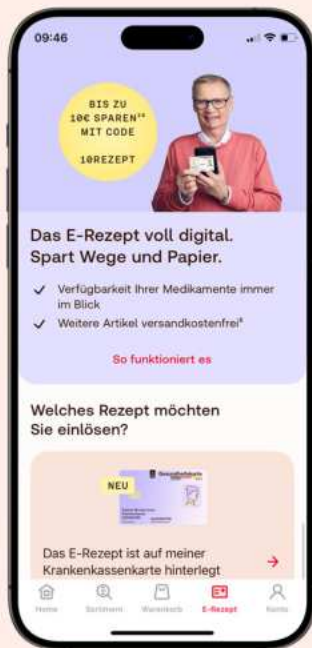 09:46
BIS ZU
10€ SPAREN
MIT CODE
10REZEPT
Das E-Rezept voll digital.
Spart Wege und Papier.
Verfügbarkeit Ihrer Medikamente immer
im Blick
Weitere Artikel versandkostenfrei
So funktioniert es
Welches Rezept möchten
Sie einlösen?
NEU
Gesundheitskarte
Das E-Rezept ist auf meiner
Krankenkassenkarte hinterlegt
Home Sortiment Warenkorb E-Rezept Konto